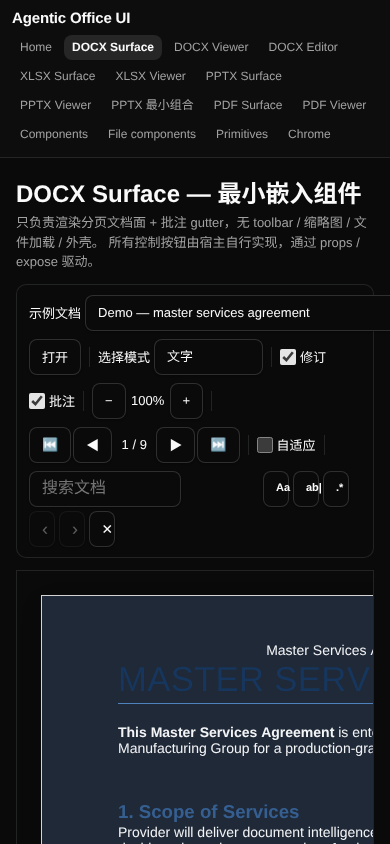 Agentic Office UI
Home DOCX Surface DOCX Viewer DOCX Editor
XLSX Surface XLSX Viewer PPTX Surface
PPTX Viewer PPTX 最小组合 PDF Surface PDF Viewer
Components File components Primitives Chrome
DOCX Surface — 最小嵌入组件
只负责渲染分页文档面 + 批注 gutter，无 toolbar / 缩略图 / 文
件加载 / 外壳。 所有控制按钮由宿主自行实现，通过 props /
expose 驱动。
示例文档 Demo — master services agreement
打开 选择模式 文字 修订
批注 − 100% +
⏮ ◀ 1 / 9 ▶ ⏭ 自适应
搜索文档 Aa ab| .*
‹ › ✕
Master Services
MASTER SERV
This Master Services Agreement is ente
Manufacturing Group for a production-gra
1. Scope of Services
Provider will deliver document intelligence